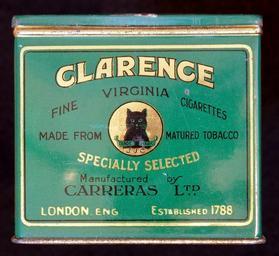 CLARENCE
VIRGINIA
FINE CIGARETTES
MADE FROM MATURED TOBACCO
SPECIALLY SELECTED
Manufactured by
CARRERAS LTD
LONDON. ENG ESTABLISHED 1788